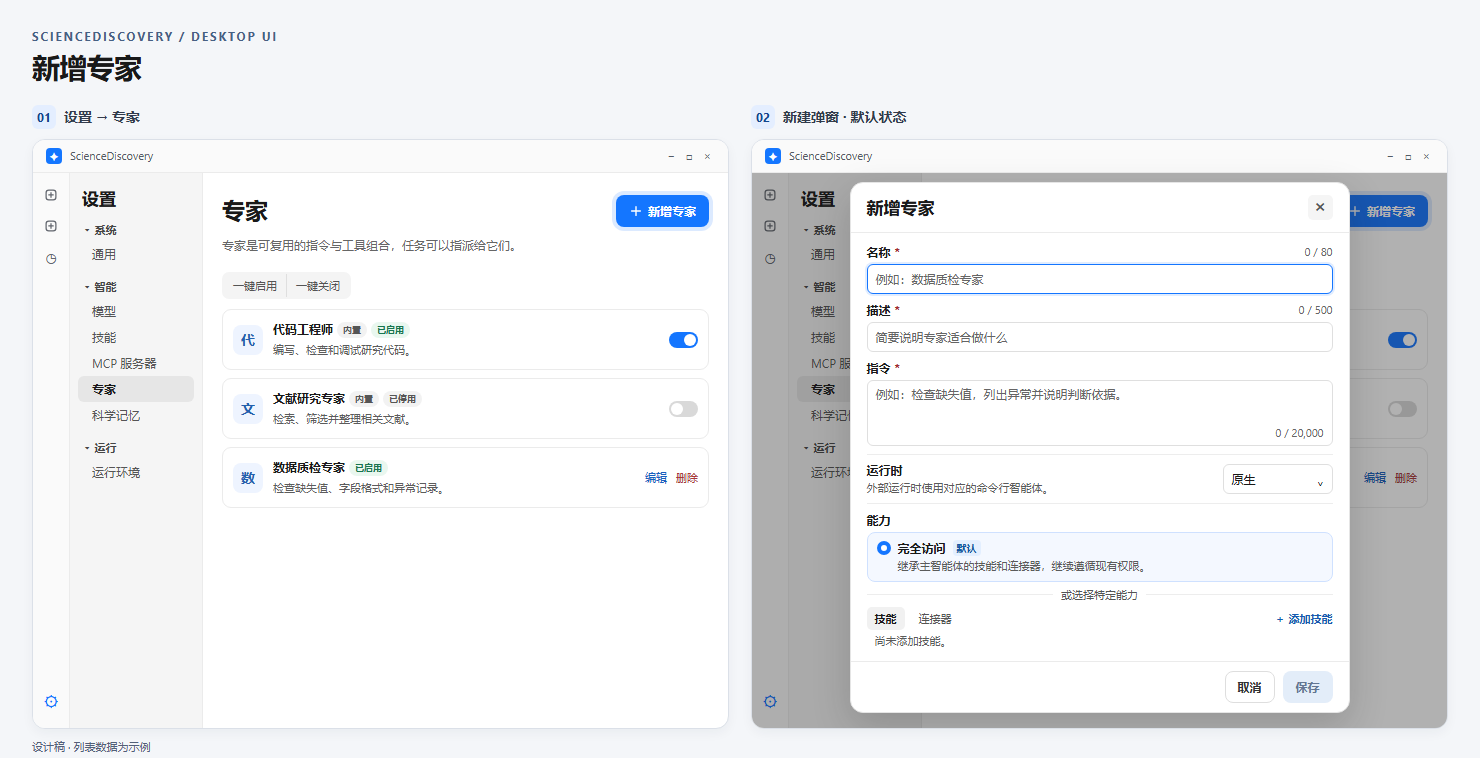 SCIENCEDISCOVERY / DESKTOP UI
新增专家
01 设置 → 专家
ScienceDiscovery
设置
系统
通用
智能
模型
技能
MCP 服务器
专家
科学记忆
运行
运行环境
专家
+ 新增专家
专家是可复用的指令与工具组合，任务可以指派给它们。
一键启用 一键关闭
代 代码工程师 内置 已启用
编写、检查和调试研究代码。
文 文献研究专家 内置 已停用
检索、筛选并整理相关文献。
数 数据质检专家 已启用
检查缺失值、字段格式和异常记录。
编辑 删除
设计稿 · 列表数据为示例
02 新建弹窗 · 默认状态
ScienceDiscovery
设置
系统
通用
智能
模型
技能
MCP 服
专家
科学记忆
运行
运行环
+ 新增专家
编辑 删除
新增专家 ×
名称 * 0 / 80
例如：数据质检专家
描述 * 0 / 500
简要说明专家适合做什么
指令 *
例如：检查缺失值，列出异常并说明判断依据。
0 / 20,000
运行时
外部运行时使用对应的命令行智能体。
原生
能力
完全访问 默认
继承主智能体的技能和连接器，继续遵循现有权限。
或选择特定能力
技能 连接器 + 添加技能
尚未添加技能。
取消 保存